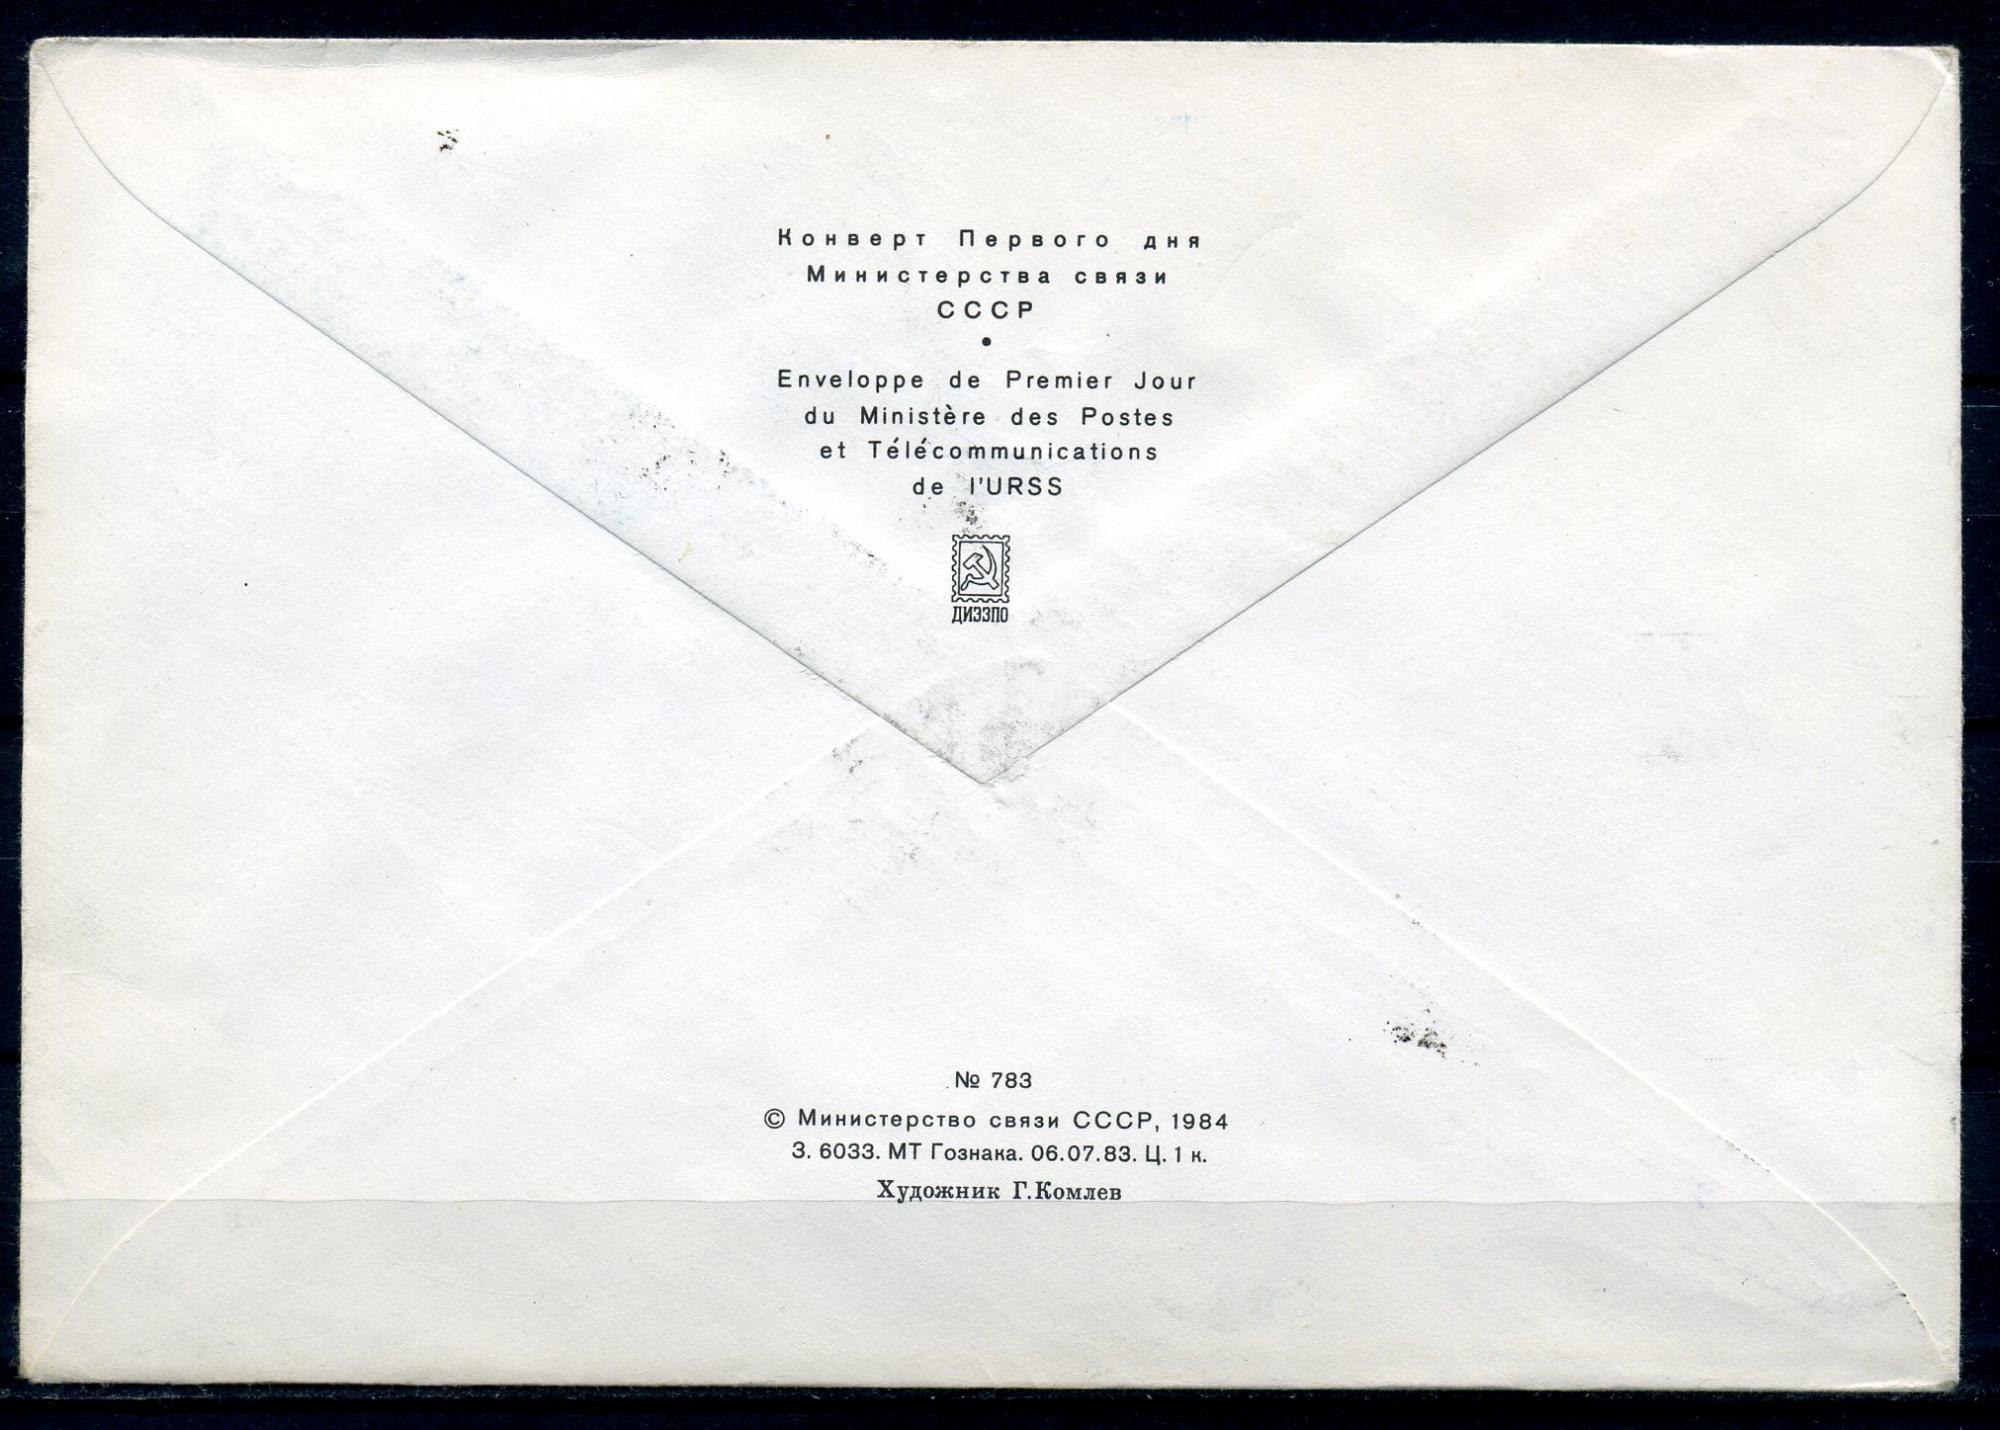 Конверт Первого дня
Министерства связи
СССР
•
Enveloppe de Premier Jour
du Ministère des Postes
et Télécommunications
de l'URSS
ДИЭЗПО
№ 783
© Министерство связи СССР, 1984
З. 6033. МТ Гознака. 06.07.83. Ц. 1 к.
Художник Г.Комлев